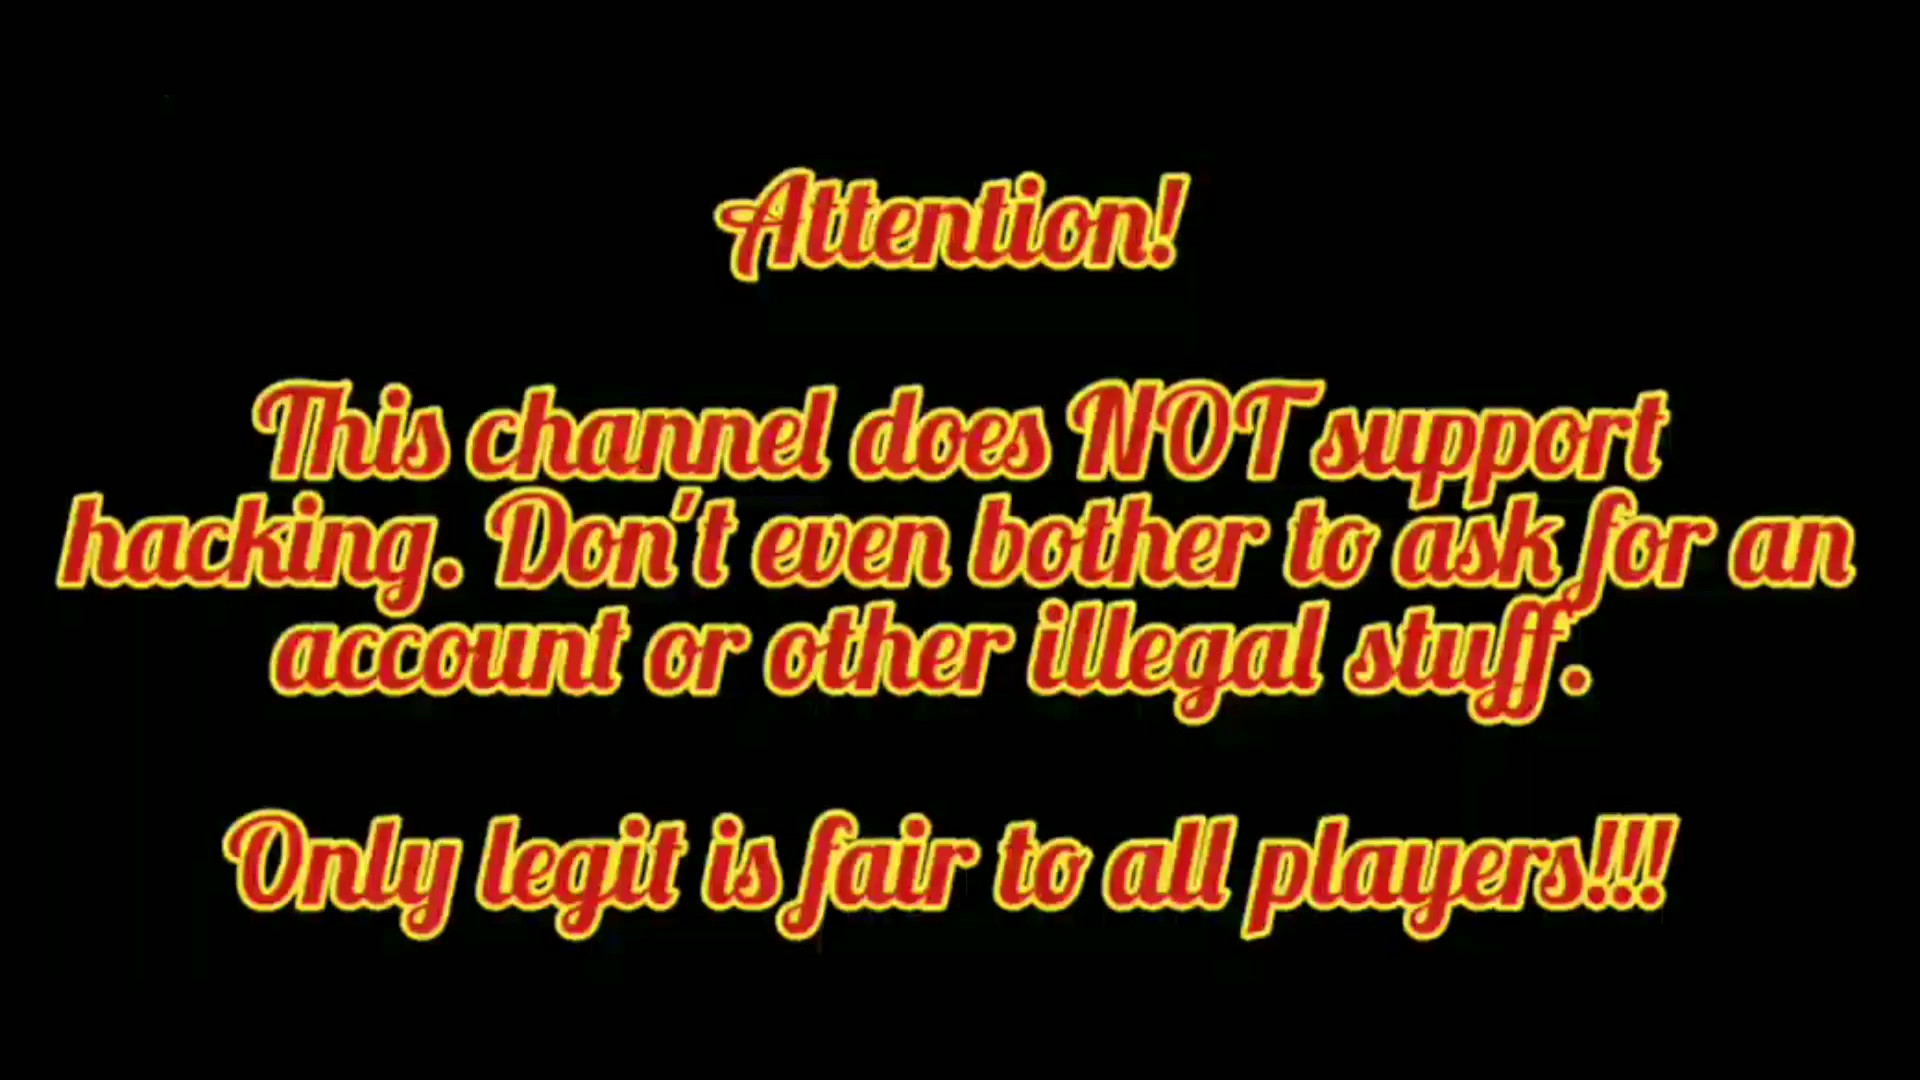 Attention!
This channel does NOT support
hacking. Don't even bother to ask for an
account or other illegal stuff.
Only legit is fair to all players!!!